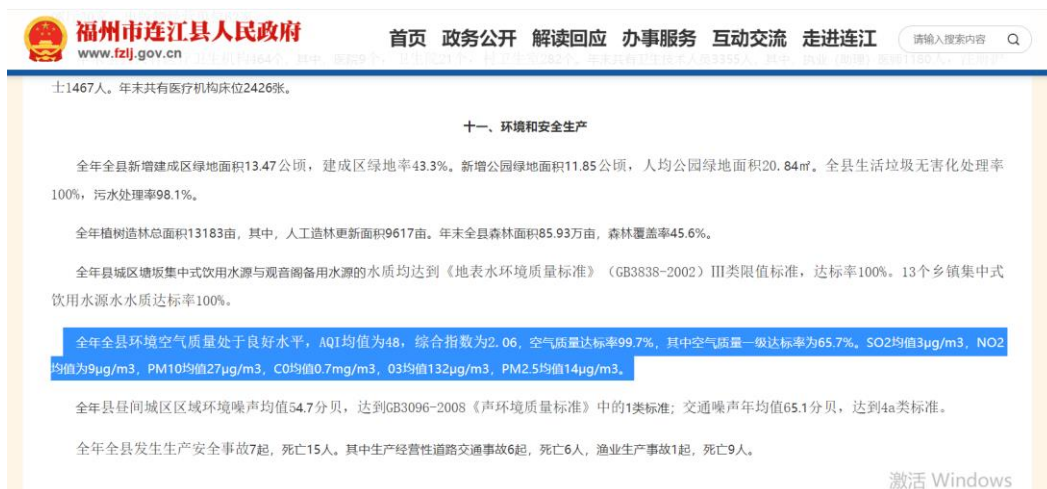 福州市连江县人民政府
www.fzlj.gov.cn
首页 政务公开 解读回应 办事服务 互动交流 走进连江
请输入搜索内容
士1467人。年末共有医疗机构床位2426张。
十一、环境和安全生产
全年全县新增建成区绿地面积13.47公顷，建成区绿地率43.3%。新增公园绿地面积11.85公顷，人均公园绿地面积20.84㎡。全县生活垃圾无害化处理率
100%，污水处理率98.1%。
全年植树造林总面积13183亩，其中，人工造林更新面积9617亩。年末全县森林面积85.93万亩，森林覆盖率45.6%。
全年县城区塘坂集中式饮用水源与观音阁备用水源的水质均达到《地表水环境质量标准》（GB3838-2002）III类限值标准，达标率100%。13个乡镇集中式
饮用水源水水质达标率100%。
全年全县环境空气质量处于良好水平，AQI均值为48，综合指数为2.06，空气质量达标率99.7%，其中空气质量一级达标率为65.7%。SO2均值3μg/m3，NO2
均值为9μg/m3，PM10均值27μg/m3，C0均值0.7mg/m3，03均值132μg/m3，PM2.5均值14μg/m3。
全年县昼间城区区域环境噪声均值54.7分贝，达到GB3096-2008《声环境质量标准》中的1类标准；交通噪声年均值65.1分贝，达到4a类标准。
全年全县发生生产安全事故7起，死亡15人。其中生产经营性道路交通事故6起，死亡6人，渔业生产事故1起，死亡9人。
激活 Windows